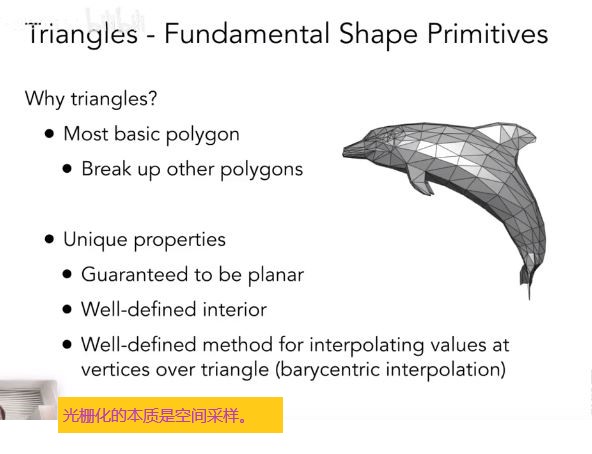 Triangles - Fundamental Shape Primitives
Why triangles?
● Most basic polygon
● Break up other polygons
● Unique properties
● Guaranteed to be planar
● Well-defined interior
● Well-defined method for interpolating values at
vertices over triangle (barycentric interpolation)
光栅化的本质是空间采样。